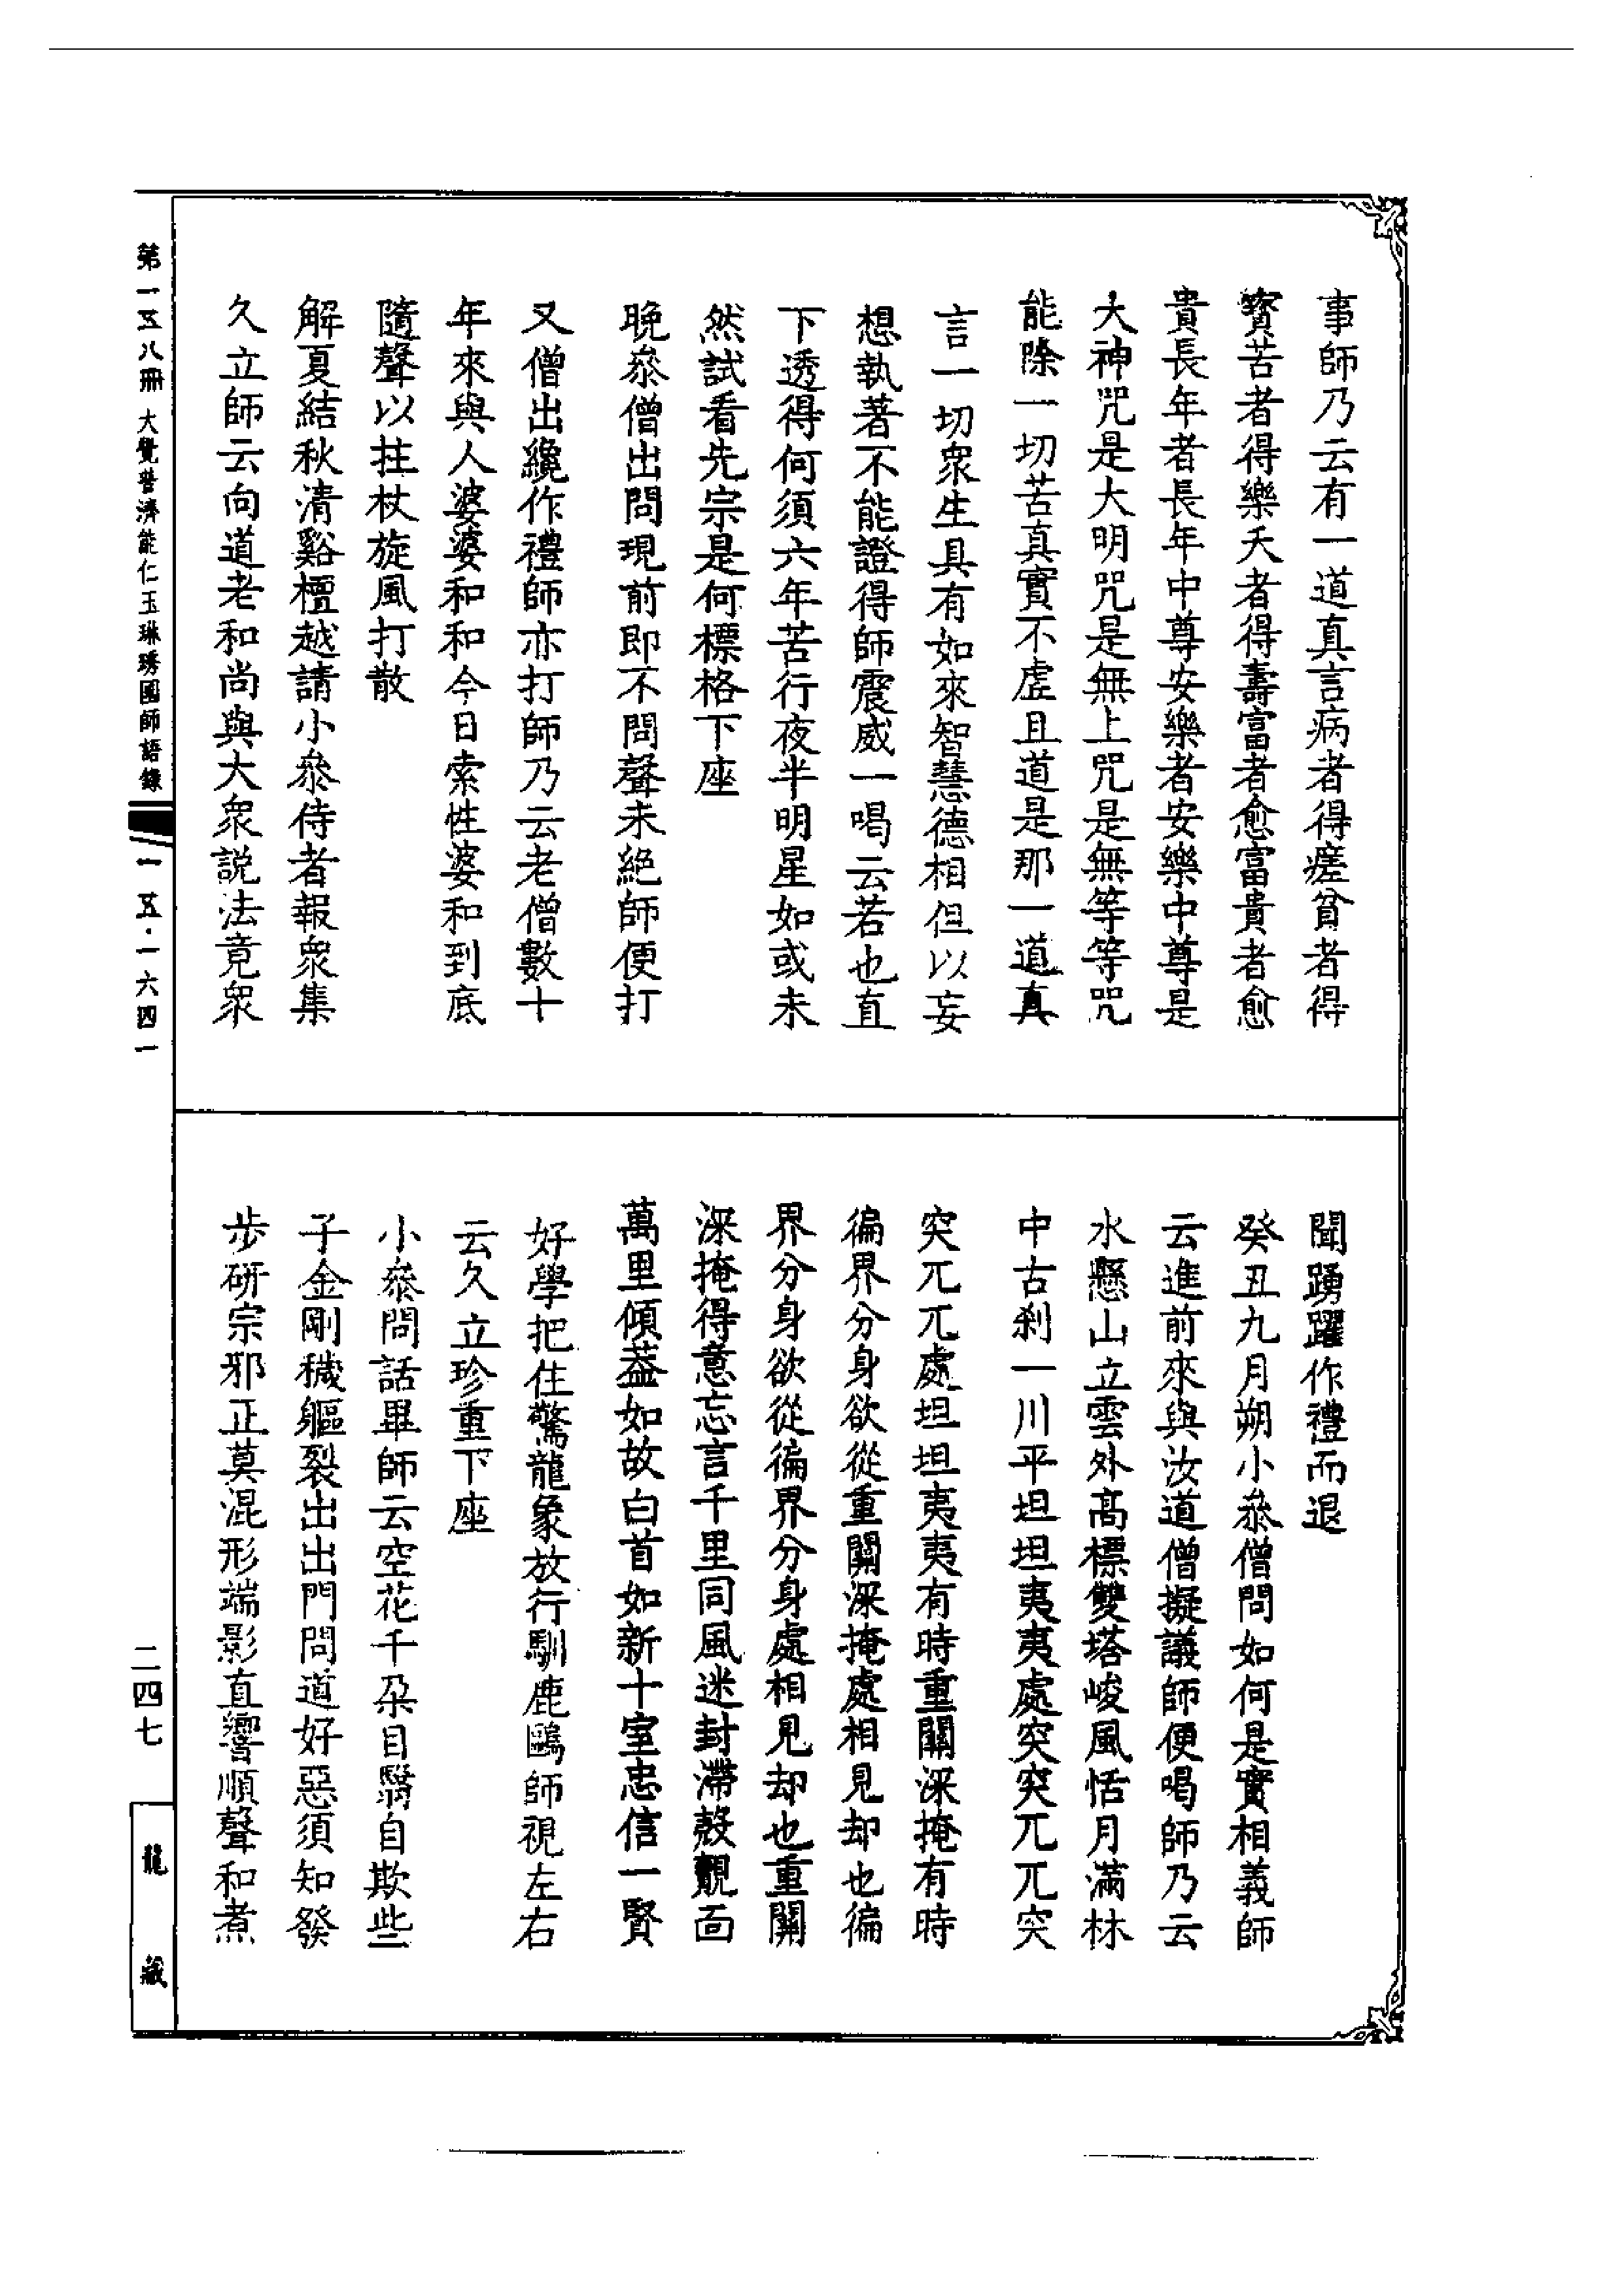 事師乃云有一道真言病者得瘥貧者得
寳苦者得樂夭者得壽富者愈富貴者愈
貴長年者長年中尊安樂者安樂中尊是
大神咒是大明咒是無上咒是無等等咒
能除一切苦真實不虛且道是那一道真
言一切衆生具有如來智慧德相但以妄
想執著不能證得師震威一喝云若也直
下透得何須六年苦行夜半明星如或未
然試看先宗是何標格下座
晚叅僧出問現前即不問聲未絶師便打
又僧出纔作禮師亦打師乃云老僧數十
年來與人婆婆和和今日索性婆和到底
隨聲以拄杖旋風打散
解夏結秋清谿檀越請小叅侍者報衆集
久立師云向道老和尚與大衆説法竟衆
聞踴躍作禮而退
癸丑九月朔小叅僧問如何是實相義師
云進前來與汝道僧擬議師便喝師乃云
水懸山立雲外高標雙塔峻風恬月滿林
中古刹一川平坦坦夷夷處突突兀兀突
突兀兀處坦坦夷夷有時重關深掩有時
徧界分身欲從重關深掩處相見却也徧
界分身欲從徧界分身處相見却也重關
深掩得意忘言千里同風迷封滯殼覿面
萬里傾葢如故白首如新十室忠信一賢
好學把住驚龍象放行馴鹿鷗師視左右
云久立珍重下座
小叅問話畢師云空花千朶目翳自欺些
子金剛穢軀裂出出門問道好惡須知發
步研宗邪正莫混形端影直響順聲和煮
第一五八冊 大覺普濟能仁玉琳琇國師語錄
一五·一六四一
二四七
龍藏